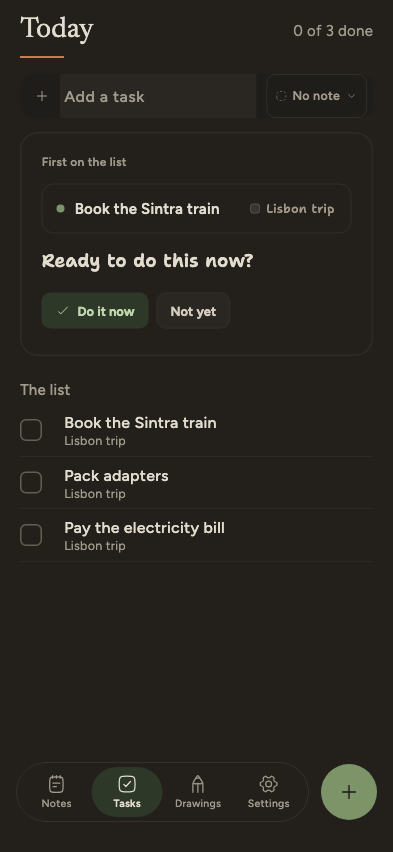 Today
0 of 3 done
Add a task
No note
First on the list
Book the Sintra train
Lisbon trip
Ready to do this now?
Do it now
Not yet
The list
Book the Sintra train
Lisbon trip
Pack adapters
Lisbon trip
Pay the electricity bill
Lisbon trip
Notes
Tasks
Drawings
Settings